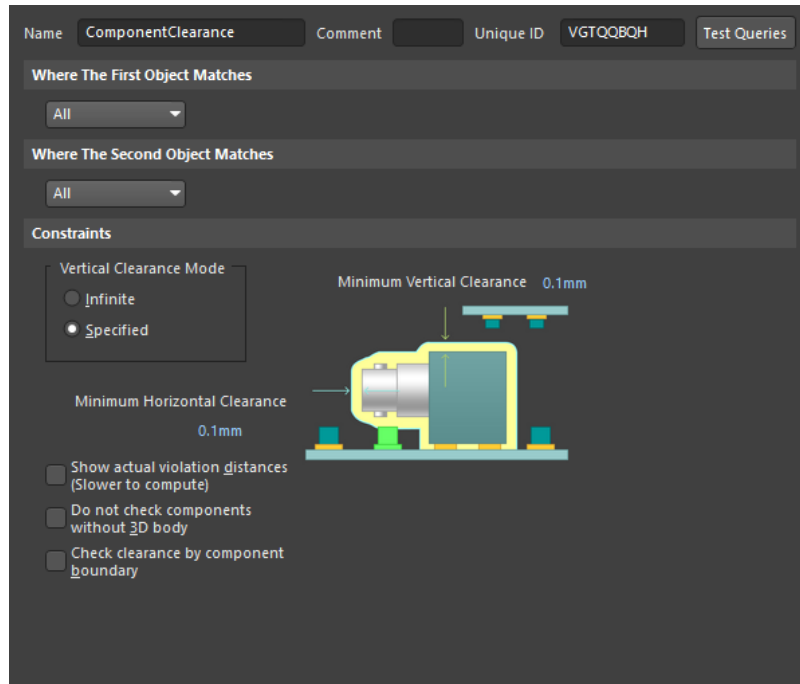 Name ComponentClearance Comment Unique ID VGTQQBQH Test Queries
Where The First Object Matches
All
Where The Second Object Matches
All
Constraints
Vertical Clearance Mode
Infinite
Specified
Minimum Vertical Clearance 0.1mm
Minimum Horizontal Clearance
0.1mm
Show actual violation distances
(Slower to compute)
Do not check components
without 3D body
Check clearance by component
boundary